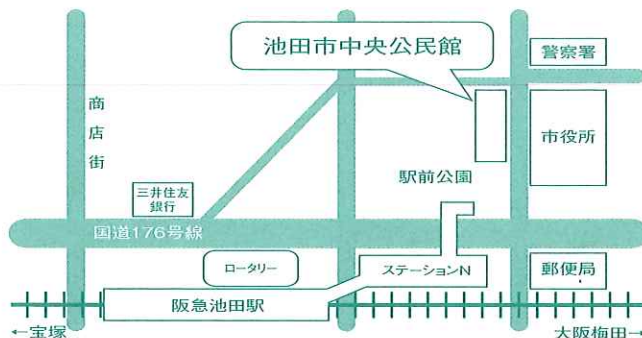 池田市中央公民館
警察署
商店街
市役所
駅前公園
三井住友
銀行
国道176号線
ロータリー
ステーションN
郵便局
阪急池田駅
←宝塚
大阪梅田→